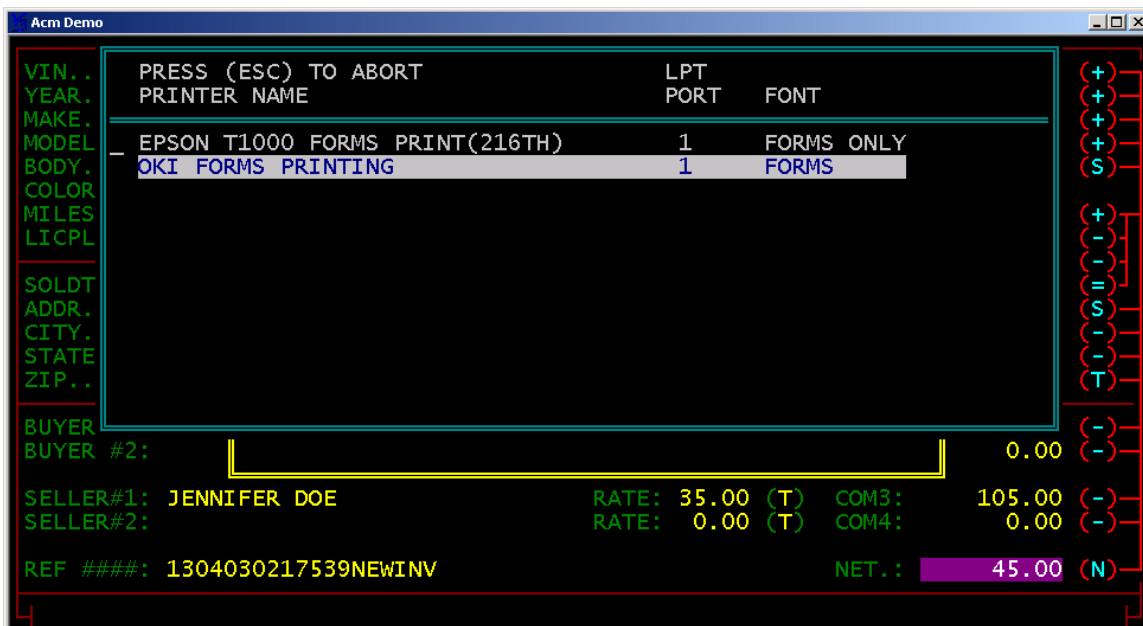 Acm Demo
VIN.. PRESS (ESC) TO ABORT LPT (+)
YEAR. PRINTER NAME PORT FONT (+)
MAKE. (+)
MODEL _ EPSON T1000 FORMS PRINT(216TH) 1 FORMS ONLY (+)
BODY. OKI FORMS PRINTING 1 FORMS (S)
COLOR
MILES (+)
LICPL (-)
(-)
SOLDT (=)
ADDR. (S)
CITY. (-)
STATE (-)
ZIP.. (T)
BUYER (-)
BUYER #2: 0.00 (-)
SELLER#1: JENNIFER DOE RATE: 35.00 (T) COM3: 105.00 (-)
SELLER#2: RATE: 0.00 (T) COM4: 0.00 (-)
REF ####: 1304030217539NEWINV NET.: 45.00 (N)